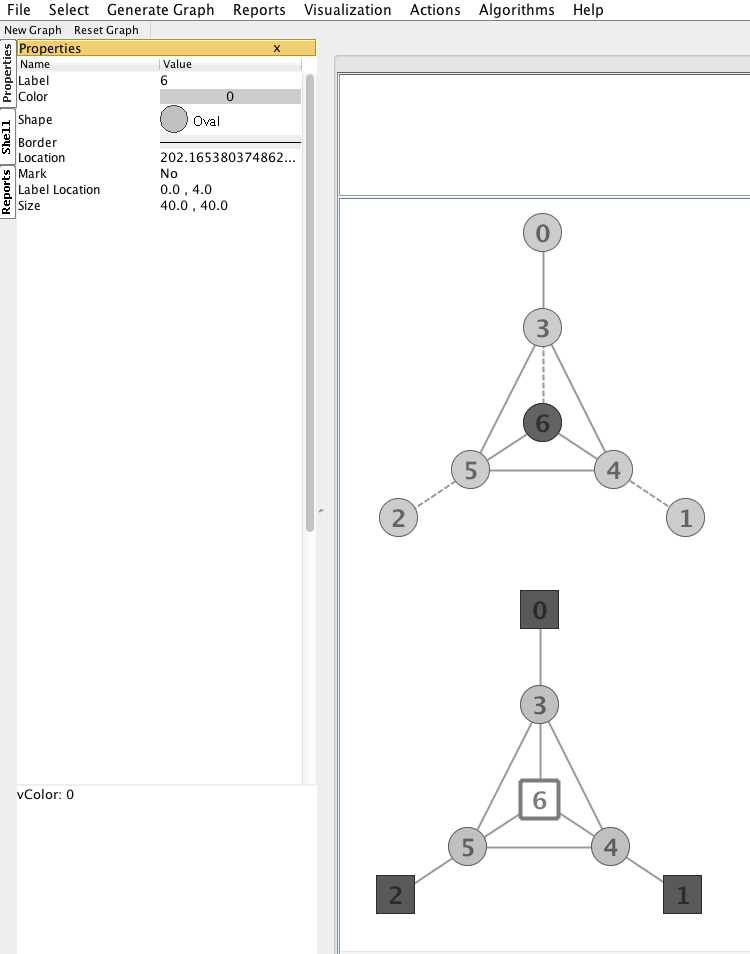 File Select Generate Graph Reports Visualization Actions Algorithms Help
New Graph Reset Graph
Properties x
Name Value
Label 6
Color 0
Shape Oval
Border
Location 202.165380374862...
Mark No
Label Location 0.0 , 4.0
Size 40.0 , 40.0
Properties
Shell
Reports
vColor: 0
0
3
6
5 4
2 1
0
3
6
5 4
2 1